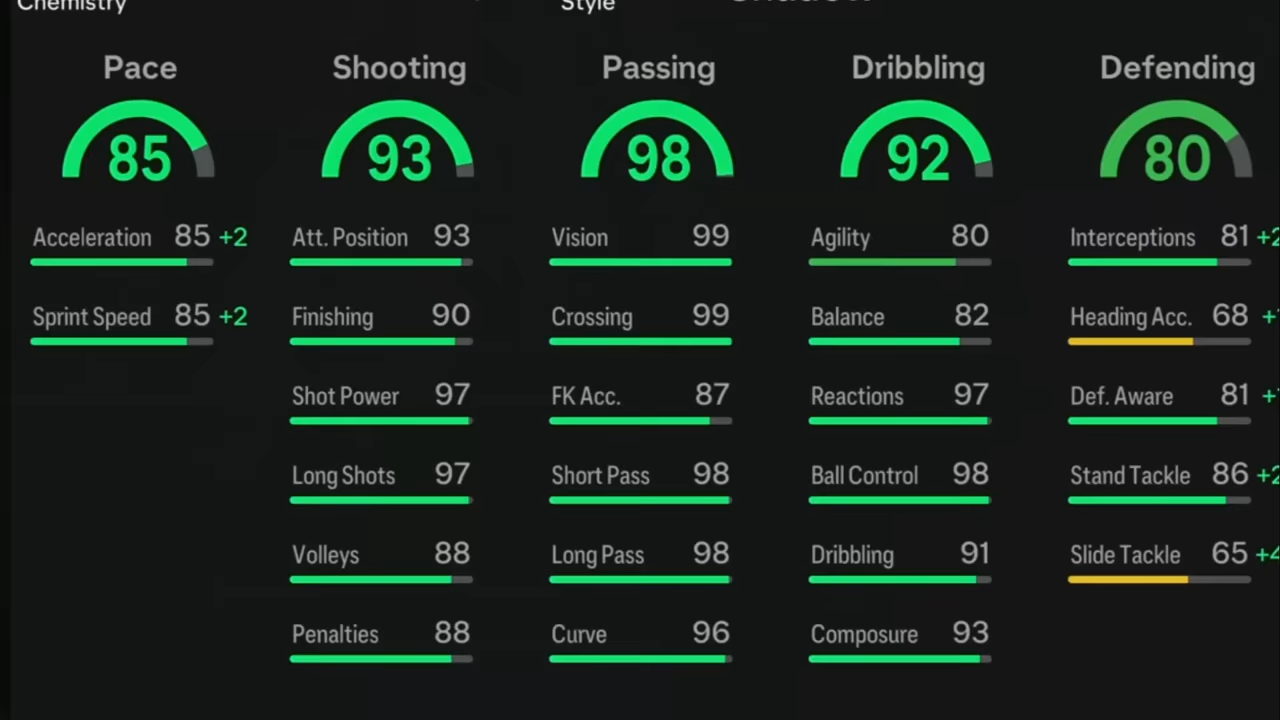 Chemistry Style Shadow
Pace Shooting Passing Dribbling Defending
85 93 98 92 80
Acceleration 85 +2 Att. Position 93 Vision 99 Agility 80 Interceptions 81 +2
Sprint Speed 85 +2 Finishing 90 Crossing 99 Balance 82 Heading Acc. 68 +
Shot Power 97 FK Acc. 87 Reactions 97 Def. Aware 81 +
Long Shots 97 Short Pass 98 Ball Control 98 Stand Tackle 86 +2
Volleys 88 Long Pass 98 Dribbling 91 Slide Tackle 65 +4
Penalties 88 Curve 96 Composure 93